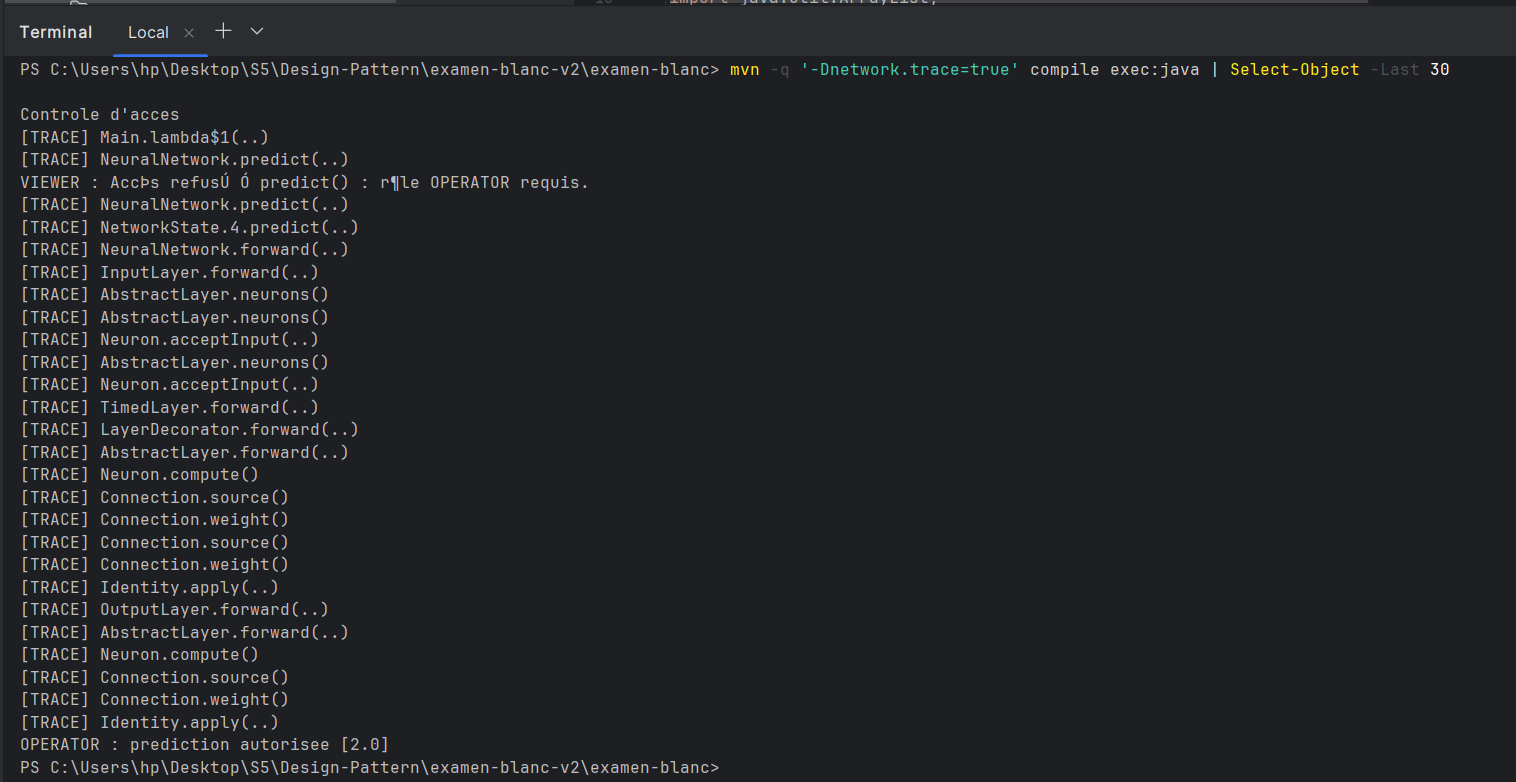 import java.util.ArrayList;
Terminal Local × + ⌄
PS C:\Users\hp\Desktop\S5\Design-Pattern\examen-blanc-v2\examen-blanc> mvn -q '-Dnetwork.trace=true' compile exec:java | Select-Object -Last 30
Controle d'acces
[TRACE] Main.lambda$1(..)
[TRACE] NeuralNetwork.predict(..)
VIEWER : AccÞs refusÚ Ó predict() : r¶le OPERATOR requis.
[TRACE] NeuralNetwork.predict(..)
[TRACE] NetworkState.4.predict(..)
[TRACE] NeuralNetwork.forward(..)
[TRACE] InputLayer.forward(..)
[TRACE] AbstractLayer.neurons()
[TRACE] AbstractLayer.neurons()
[TRACE] Neuron.acceptInput(..)
[TRACE] AbstractLayer.neurons()
[TRACE] Neuron.acceptInput(..)
[TRACE] TimedLayer.forward(..)
[TRACE] LayerDecorator.forward(..)
[TRACE] AbstractLayer.forward(..)
[TRACE] Neuron.compute()
[TRACE] Connection.source()
[TRACE] Connection.weight()
[TRACE] Connection.source()
[TRACE] Connection.weight()
[TRACE] Identity.apply(..)
[TRACE] OutputLayer.forward(..)
[TRACE] AbstractLayer.forward(..)
[TRACE] Neuron.compute()
[TRACE] Connection.source()
[TRACE] Connection.weight()
[TRACE] Identity.apply(..)
OPERATOR : prediction autorisee [2.0]
PS C:\Users\hp\Desktop\S5\Design-Pattern\examen-blanc-v2\examen-blanc>